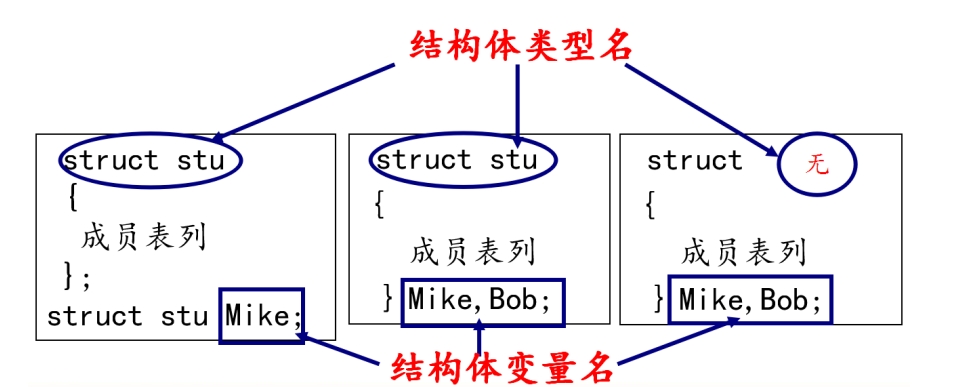 结构体类型名
struct stu
{
成员表列
};
struct stu Mike;
struct stu
{
成员表列
} Mike,Bob;
struct 无
{
成员表列
} Mike,Bob;
结构体变量名